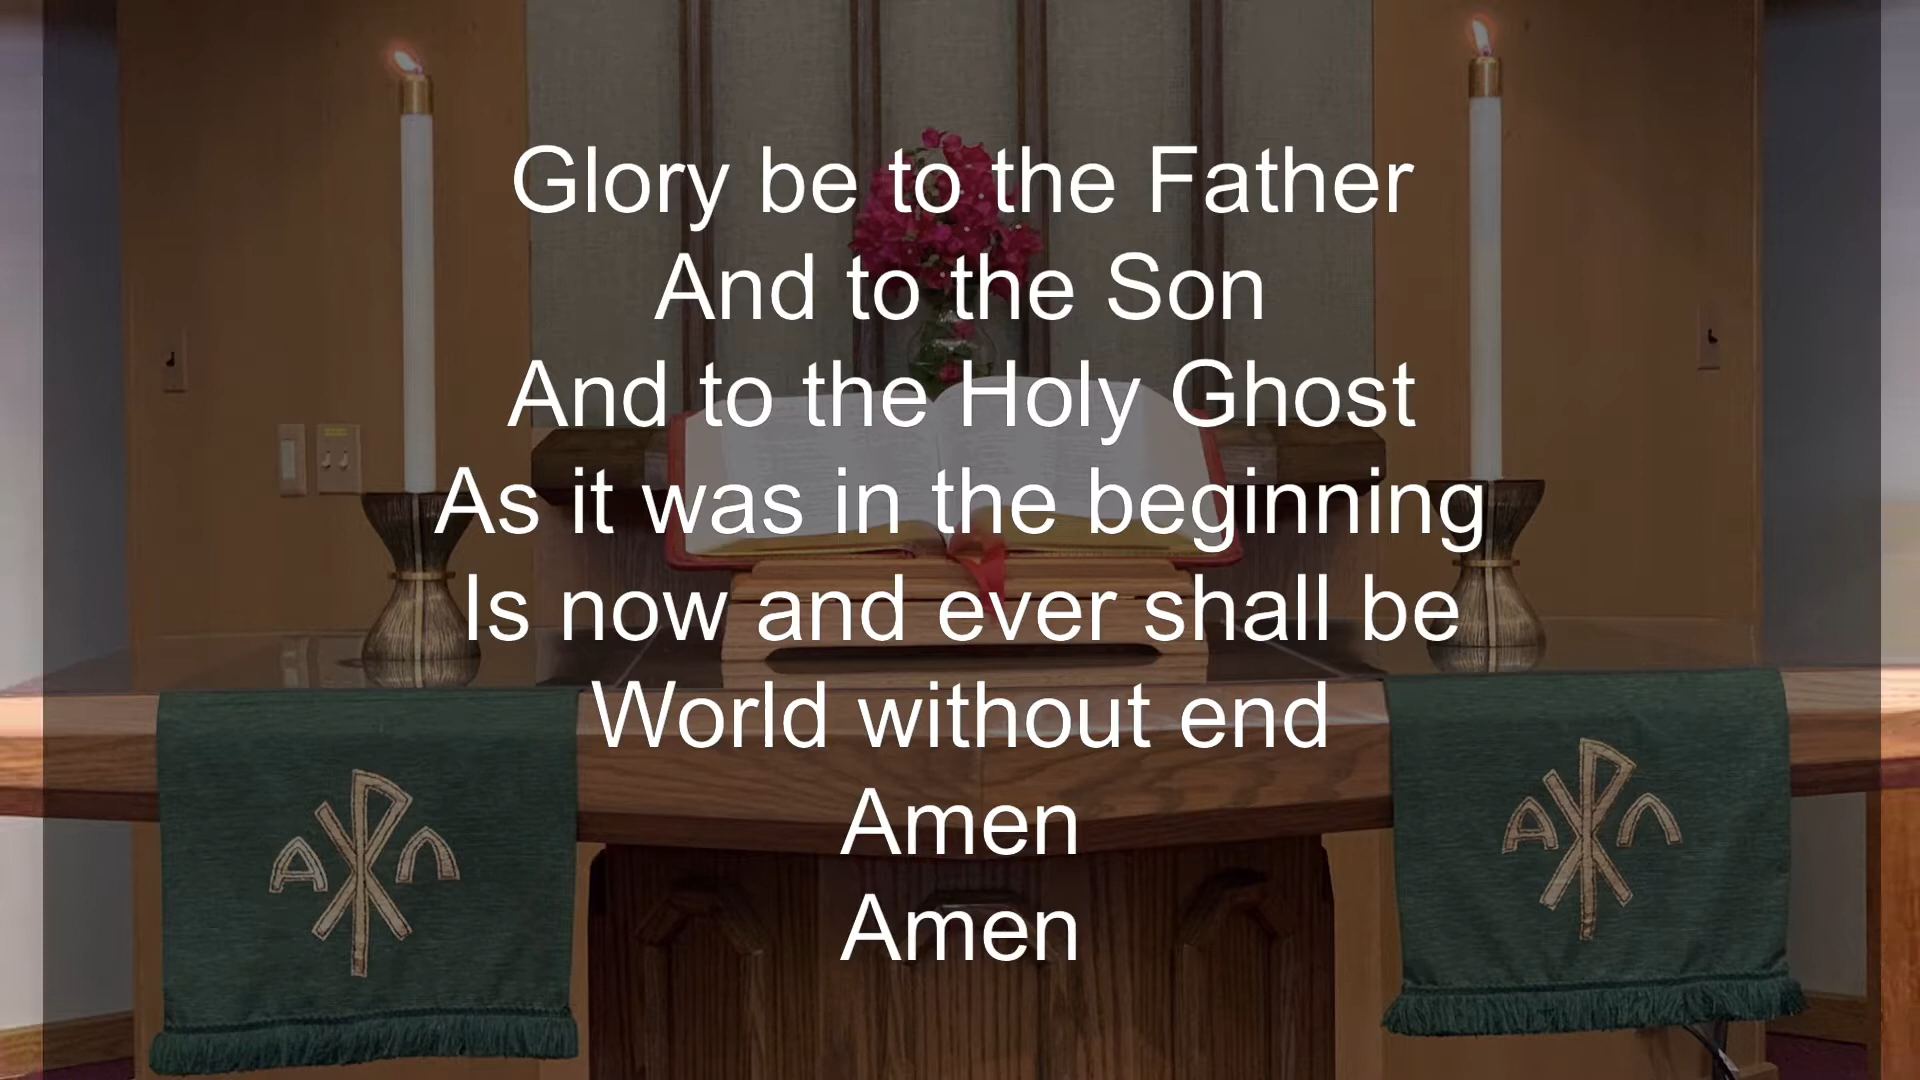 Glory be to the Father
And to the Son
And to the Holy Ghost
As it was in the beginning
Is now and ever shall be
World without end
Amen
Amen